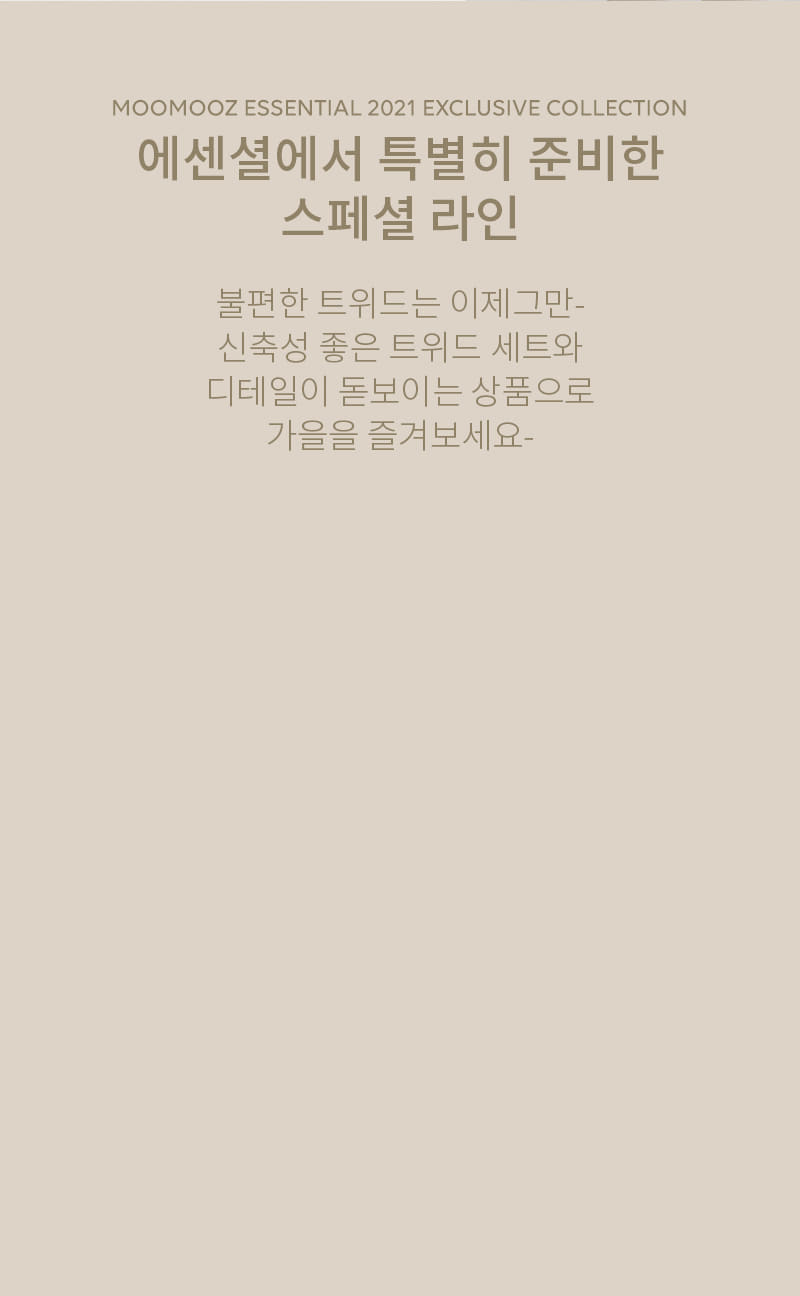 MOOMOOZ ESSENTIAL 2021 EXCLUSIVE COLLECTION
에센셜에서 특별히 준비한
스페셜 라인
불편한 트위드는 이제그만-
신축성 좋은 트위드 세트와
디테일이 돋보이는 상품으로
가을을 즐겨보세요-